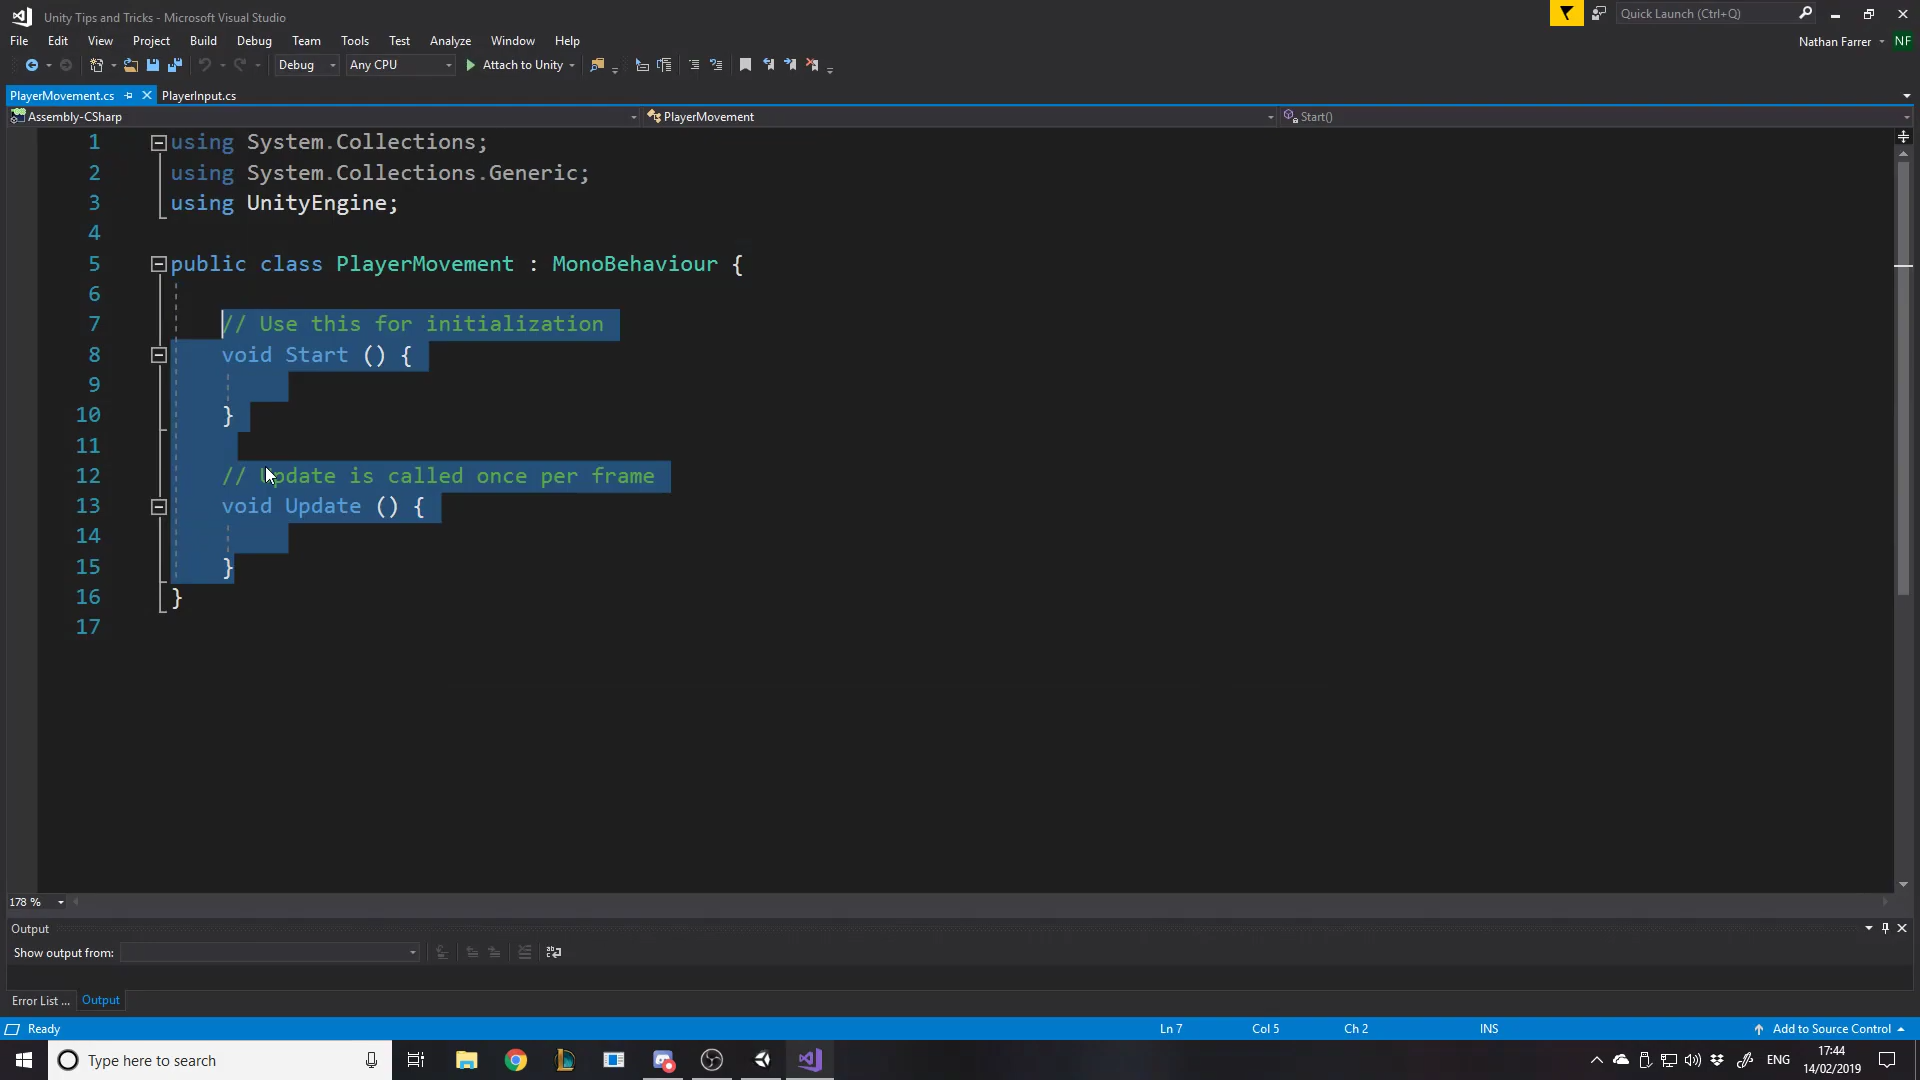 Unity Tips and Tricks - Microsoft Visual Studio
Quick Launch (Ctrl+Q)
File Edit View Project Build Debug Team Tools Test Analyze Window Help
Nathan Farrer NF
Debug Any CPU Attach to Unity
PlayerMovement.cs PlayerInput.cs
Assembly-CSharp PlayerMovement Start()
1 using System.Collections;
2 using System.Collections.Generic;
3 using UnityEngine;
4
5 public class PlayerMovement : MonoBehaviour {
6
7 // Use this for initialization
8 void Start () {
9
10 }
11
12 // Update is called once per frame
13 void Update () {
14
15 }
16 }
17
178 %
Output
Show output from:
Error List ... Output
Ready Ln 7 Col 5 Ch 2 INS Add to Source Control
Type here to search
ENG
17:44
14/02/2019